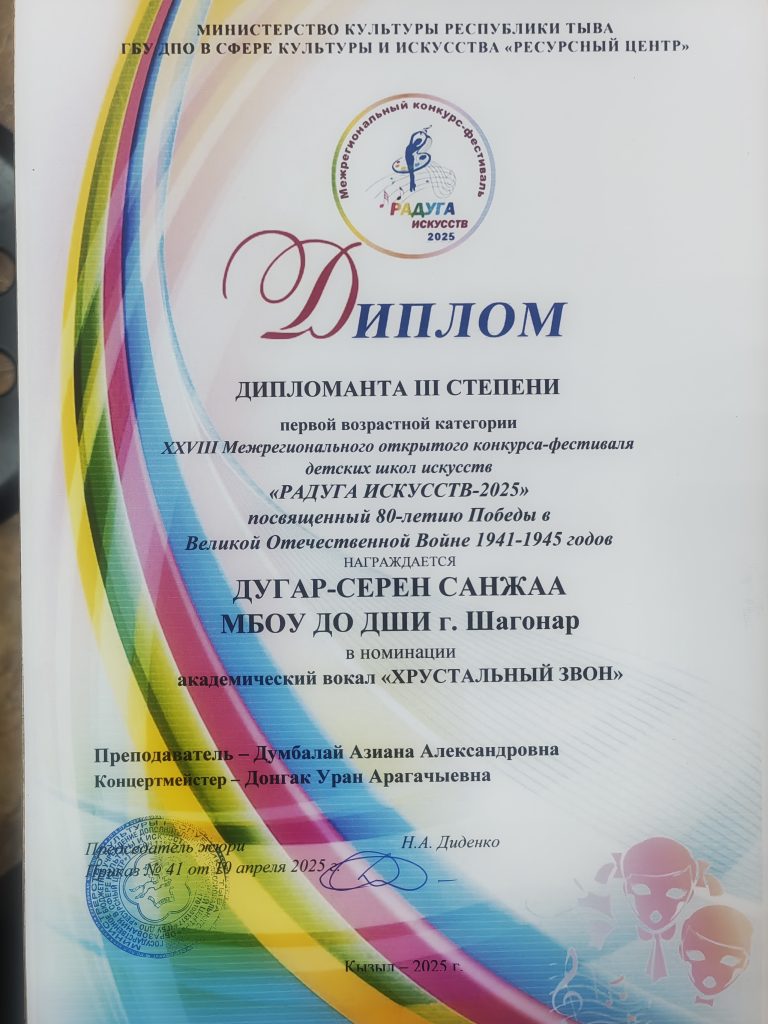 МИНИСТЕРСТВО КУЛЬТУРЫ РЕСПУБЛИКИ ТЫВА
ГБУ ДПО В СФЕРЕ КУЛЬТУРЫ И ИСКУССТВА «РЕСУРСНЫЙ ЦЕНТР»
Межрегиональный конкурс-фестиваль
РАДУГА
ИСКУССТВ
2025
ДИПЛОМ
ДИПЛОМАНТА III СТЕПЕНИ
первой возрастной категории
XXVIII Межрегионального открытого конкурса-фестиваля
детских школ искусств
«РАДУГА ИСКУССТВ-2025»
посвященный 80-летию Победы в
Великой Отечественной Войне 1941-1945 годов
НАГРАЖДАЕТСЯ
ДУГАР-СЕРЕН САНЖАА
МБОУ ДО ДШИ г. Шагонар
в номинации
академический вокал «ХРУСТАЛЬНЫЙ ЗВОН»
Преподаватель – Думбалай Азиана Александровна
Концертмейстер – Донгак Уран Арагачыевна
Председатель жюри Н.А. Диденко
Приказ № 41 от 10 апреля 2025 г.
Кызыл – 2025 г.